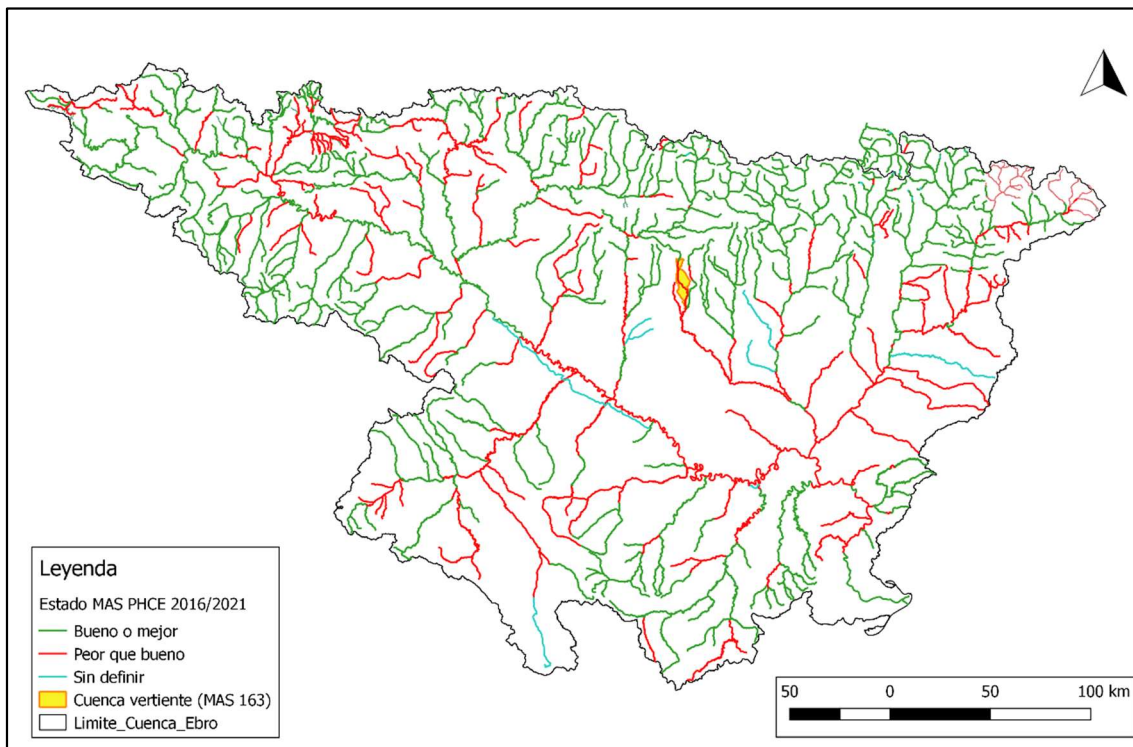 Leyenda
Estado MAS PHCE 2016/2021
Bueno o mejor
Peor que bueno
Sin definir
Cuenca vertiente (MAS 163)
Limite_Cuenca_Ebro
50 0 50 100 km